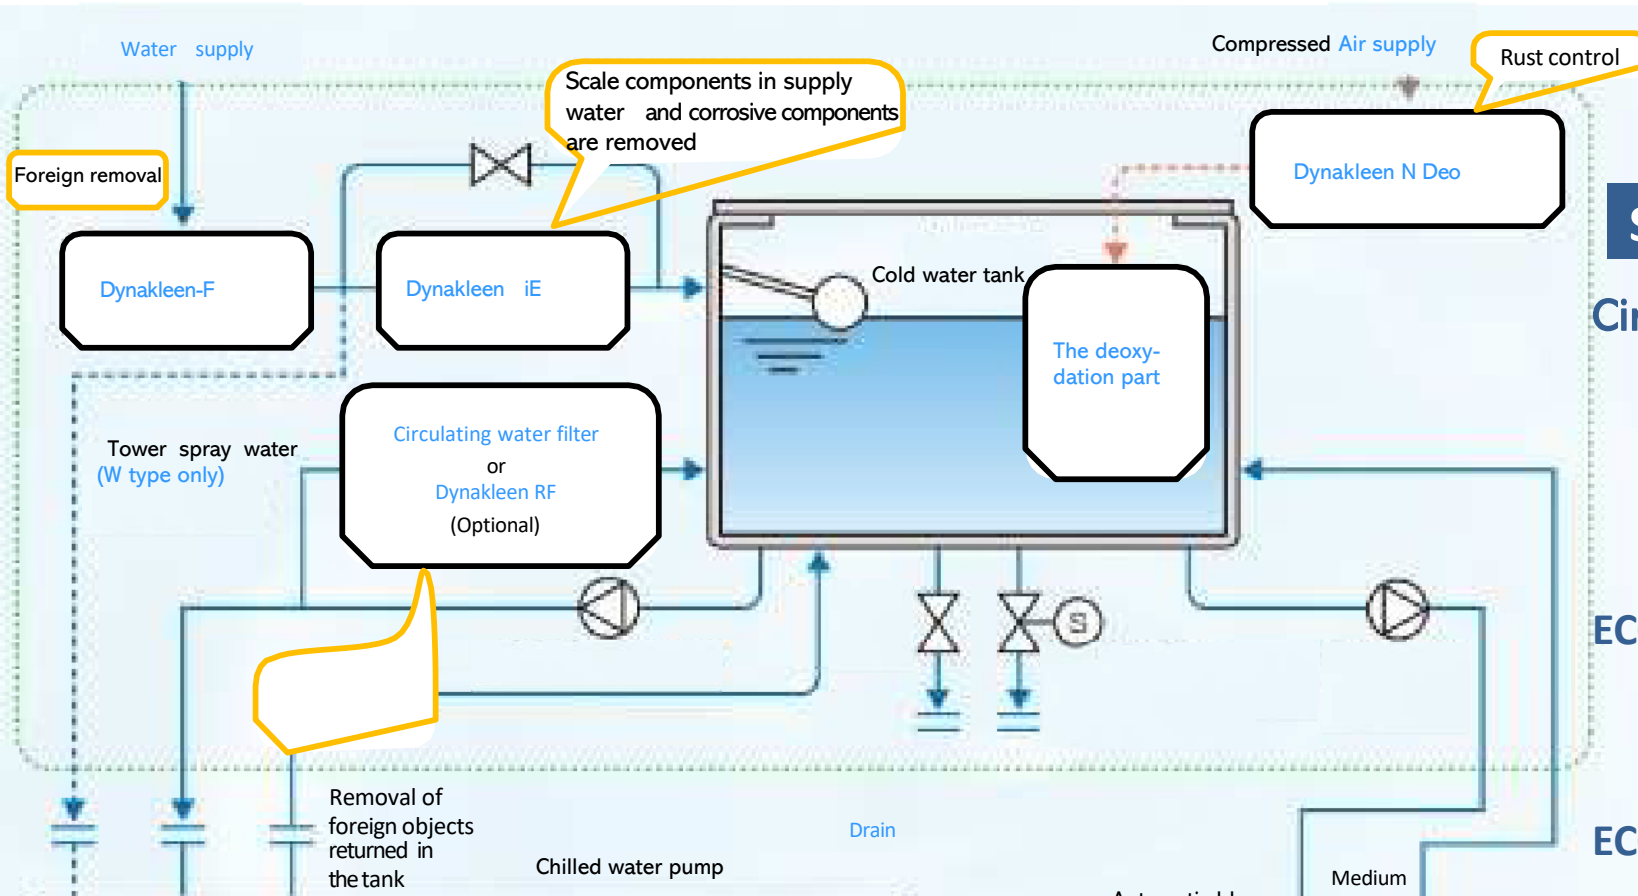 Water supply
Compressed Air supply
Rust control
Scale components in supply
water and corrosive components
are removed
Foreign removal
Dynakleen N Deo
S
Dynakleen-F
Dynakleen iE
Cold water tank
The deoxy-
dation part
Circulating water filter
or
Dynakleen RF
(Optional)
Tower spray water
(W type only)
S
EC
Removal of
foreign objects
returned in
the tank
Drain
Chilled water pump
EC
Medium